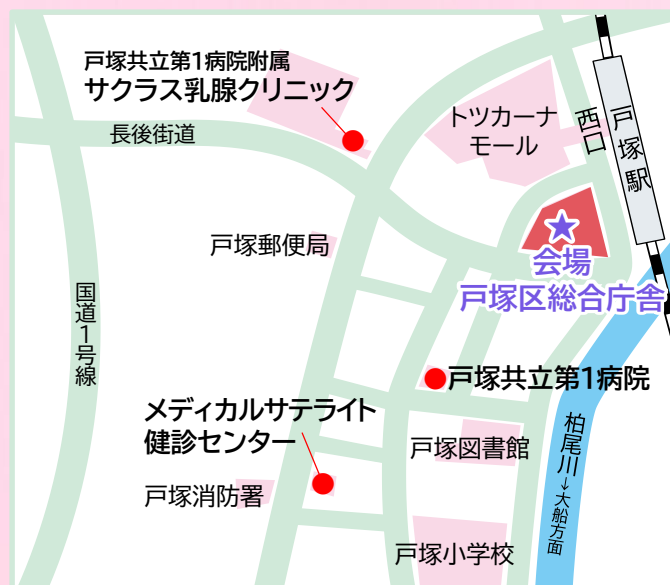 戸塚共立第1病院附属
サクラス乳腺クリニック
長後街道
トツカーナ
モール
西口
戸塚駅
戸塚郵便局
会場
戸塚区総合庁舎
国道1号線
戸塚共立第1病院
メディカルサテライト
健診センター
戸塚図書館
柏尾川→大船方面
戸塚消防署
戸塚小学校